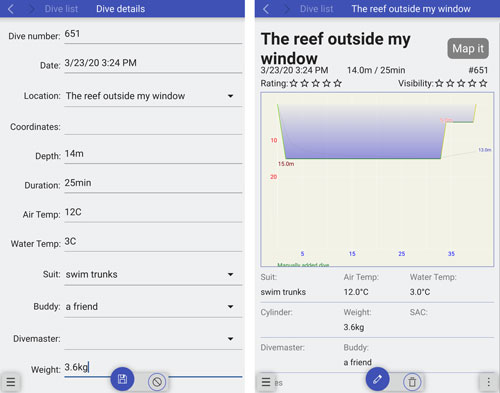 Dive list
Dive details
Dive number: 651
Date: 3/23/20 3:24 PM
Location: The reef outside my window
Coordinates:
Depth: 14m
Duration: 25min
Air Temp: 12C
Water Temp: 3C
Suit: swim trunks
Buddy: a friend
Divemaster:
Weight: 3.6kg
Dive list
The reef outside my window
The reef outside my
window
Map it
3/23/20 3:24 PM 14.0m / 25min #651
Rating: Visibility:
10
15.0m
13.0m
20
5 15 25 35
Manually added dive
Suit: Air Temp: Water Temp:
swim trunks 12.0°C 3.0°C
Cylinder: Weight: SAC:
3.6kg
Divemaster: Buddy:
a friend